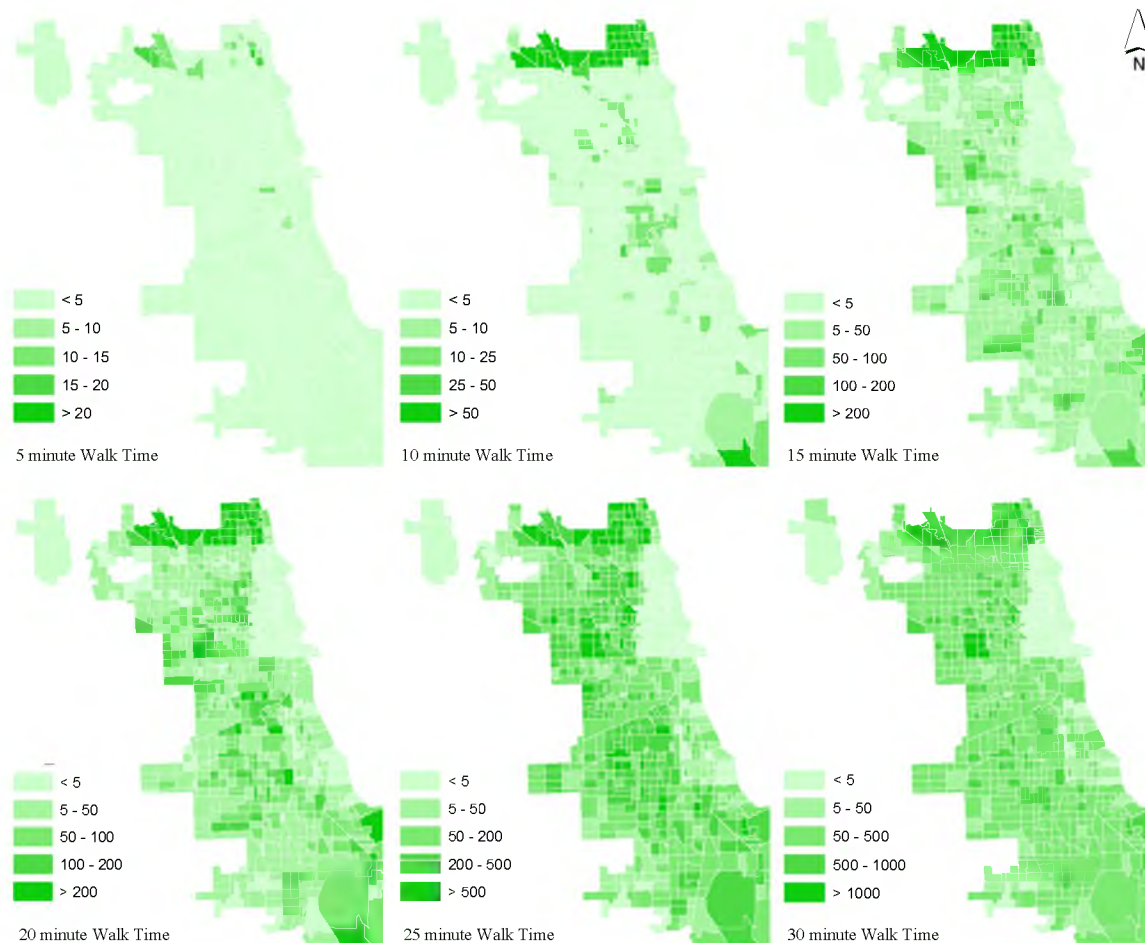 N
< 5
5 - 10
10 - 15
15 - 20
> 20
5 minute Walk Time
< 5
5 - 10
10 - 25
25 - 50
> 50
10 minute Walk Time
< 5
5 - 50
50 - 100
100 - 200
> 200
15 minute Walk Time
< 5
5 - 50
50 - 100
100 - 200
> 200
20 minute Walk Time
< 5
5 - 50
50 - 200
200 - 500
> 500
25 minute Walk Time
< 5
5 - 50
50 - 500
500 - 1000
> 1000
30 minute Walk Time